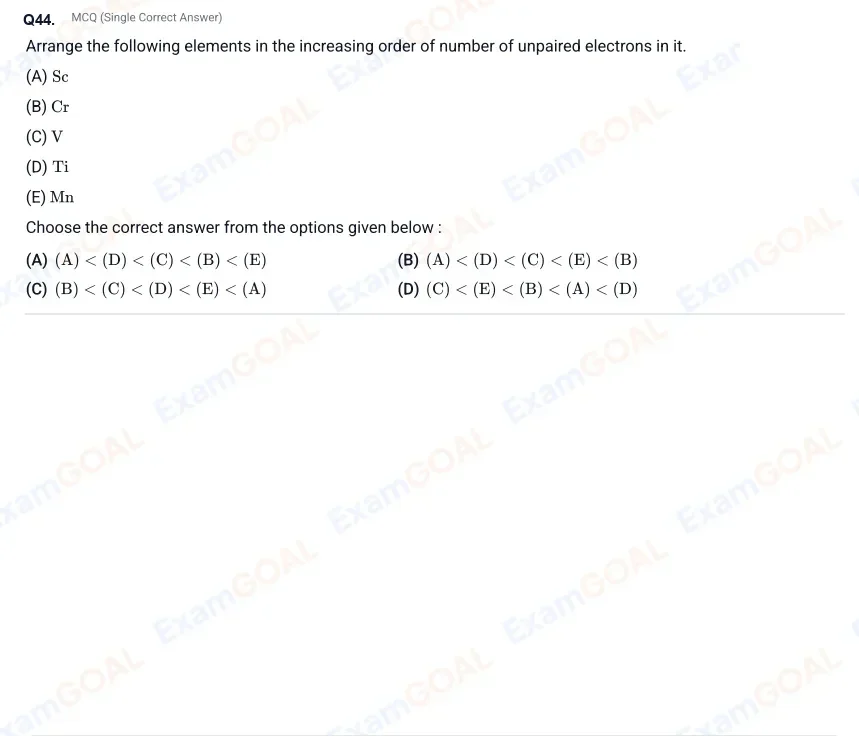 Q44. MCQ (Single Correct Answer)
Arrange the following elements in the increasing order of number of unpaired electrons in it.
(A) Sc
(B) Cr
(C) V
(D) Ti
(E) Mn
Choose the correct answer from the options given below :
(A) (A) < (D) < (C) < (B) < (E) (B) (A) < (D) < (C) < (E) < (B)
(C) (B) < (C) < (D) < (E) < (A) (D) (C) < (E) < (B) < (A) < (D)
ExamGOAL